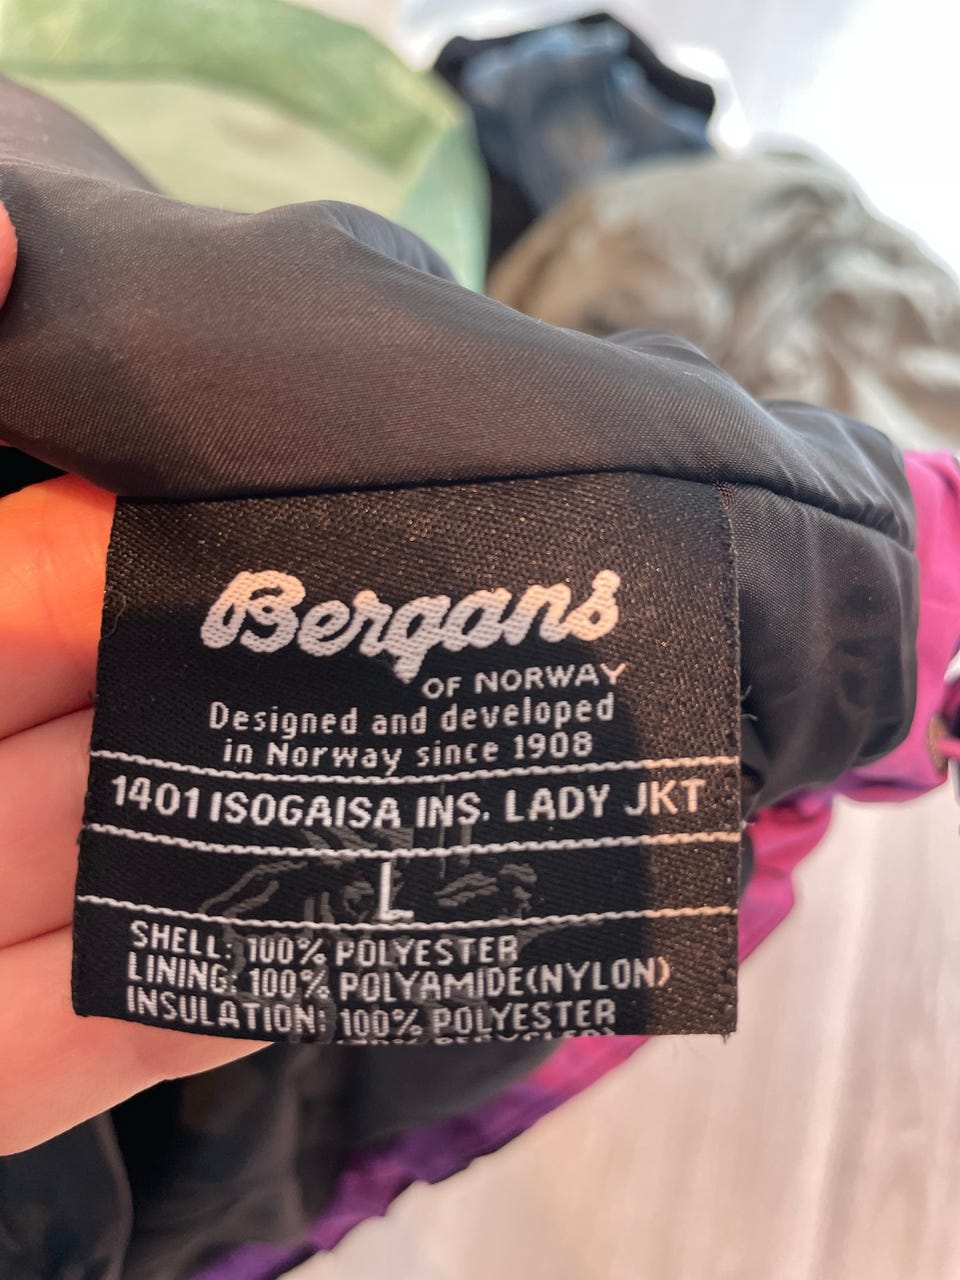 Bergans
OF NORWAY
Designed and developed
in Norway since 1908
1401 ISOGAISA INS. LADY JKT
L
SHELL: 100% POLYESTER
LINING: 100% POLYAMIDE(NYLON)
INSULATION: 100% POLYESTER